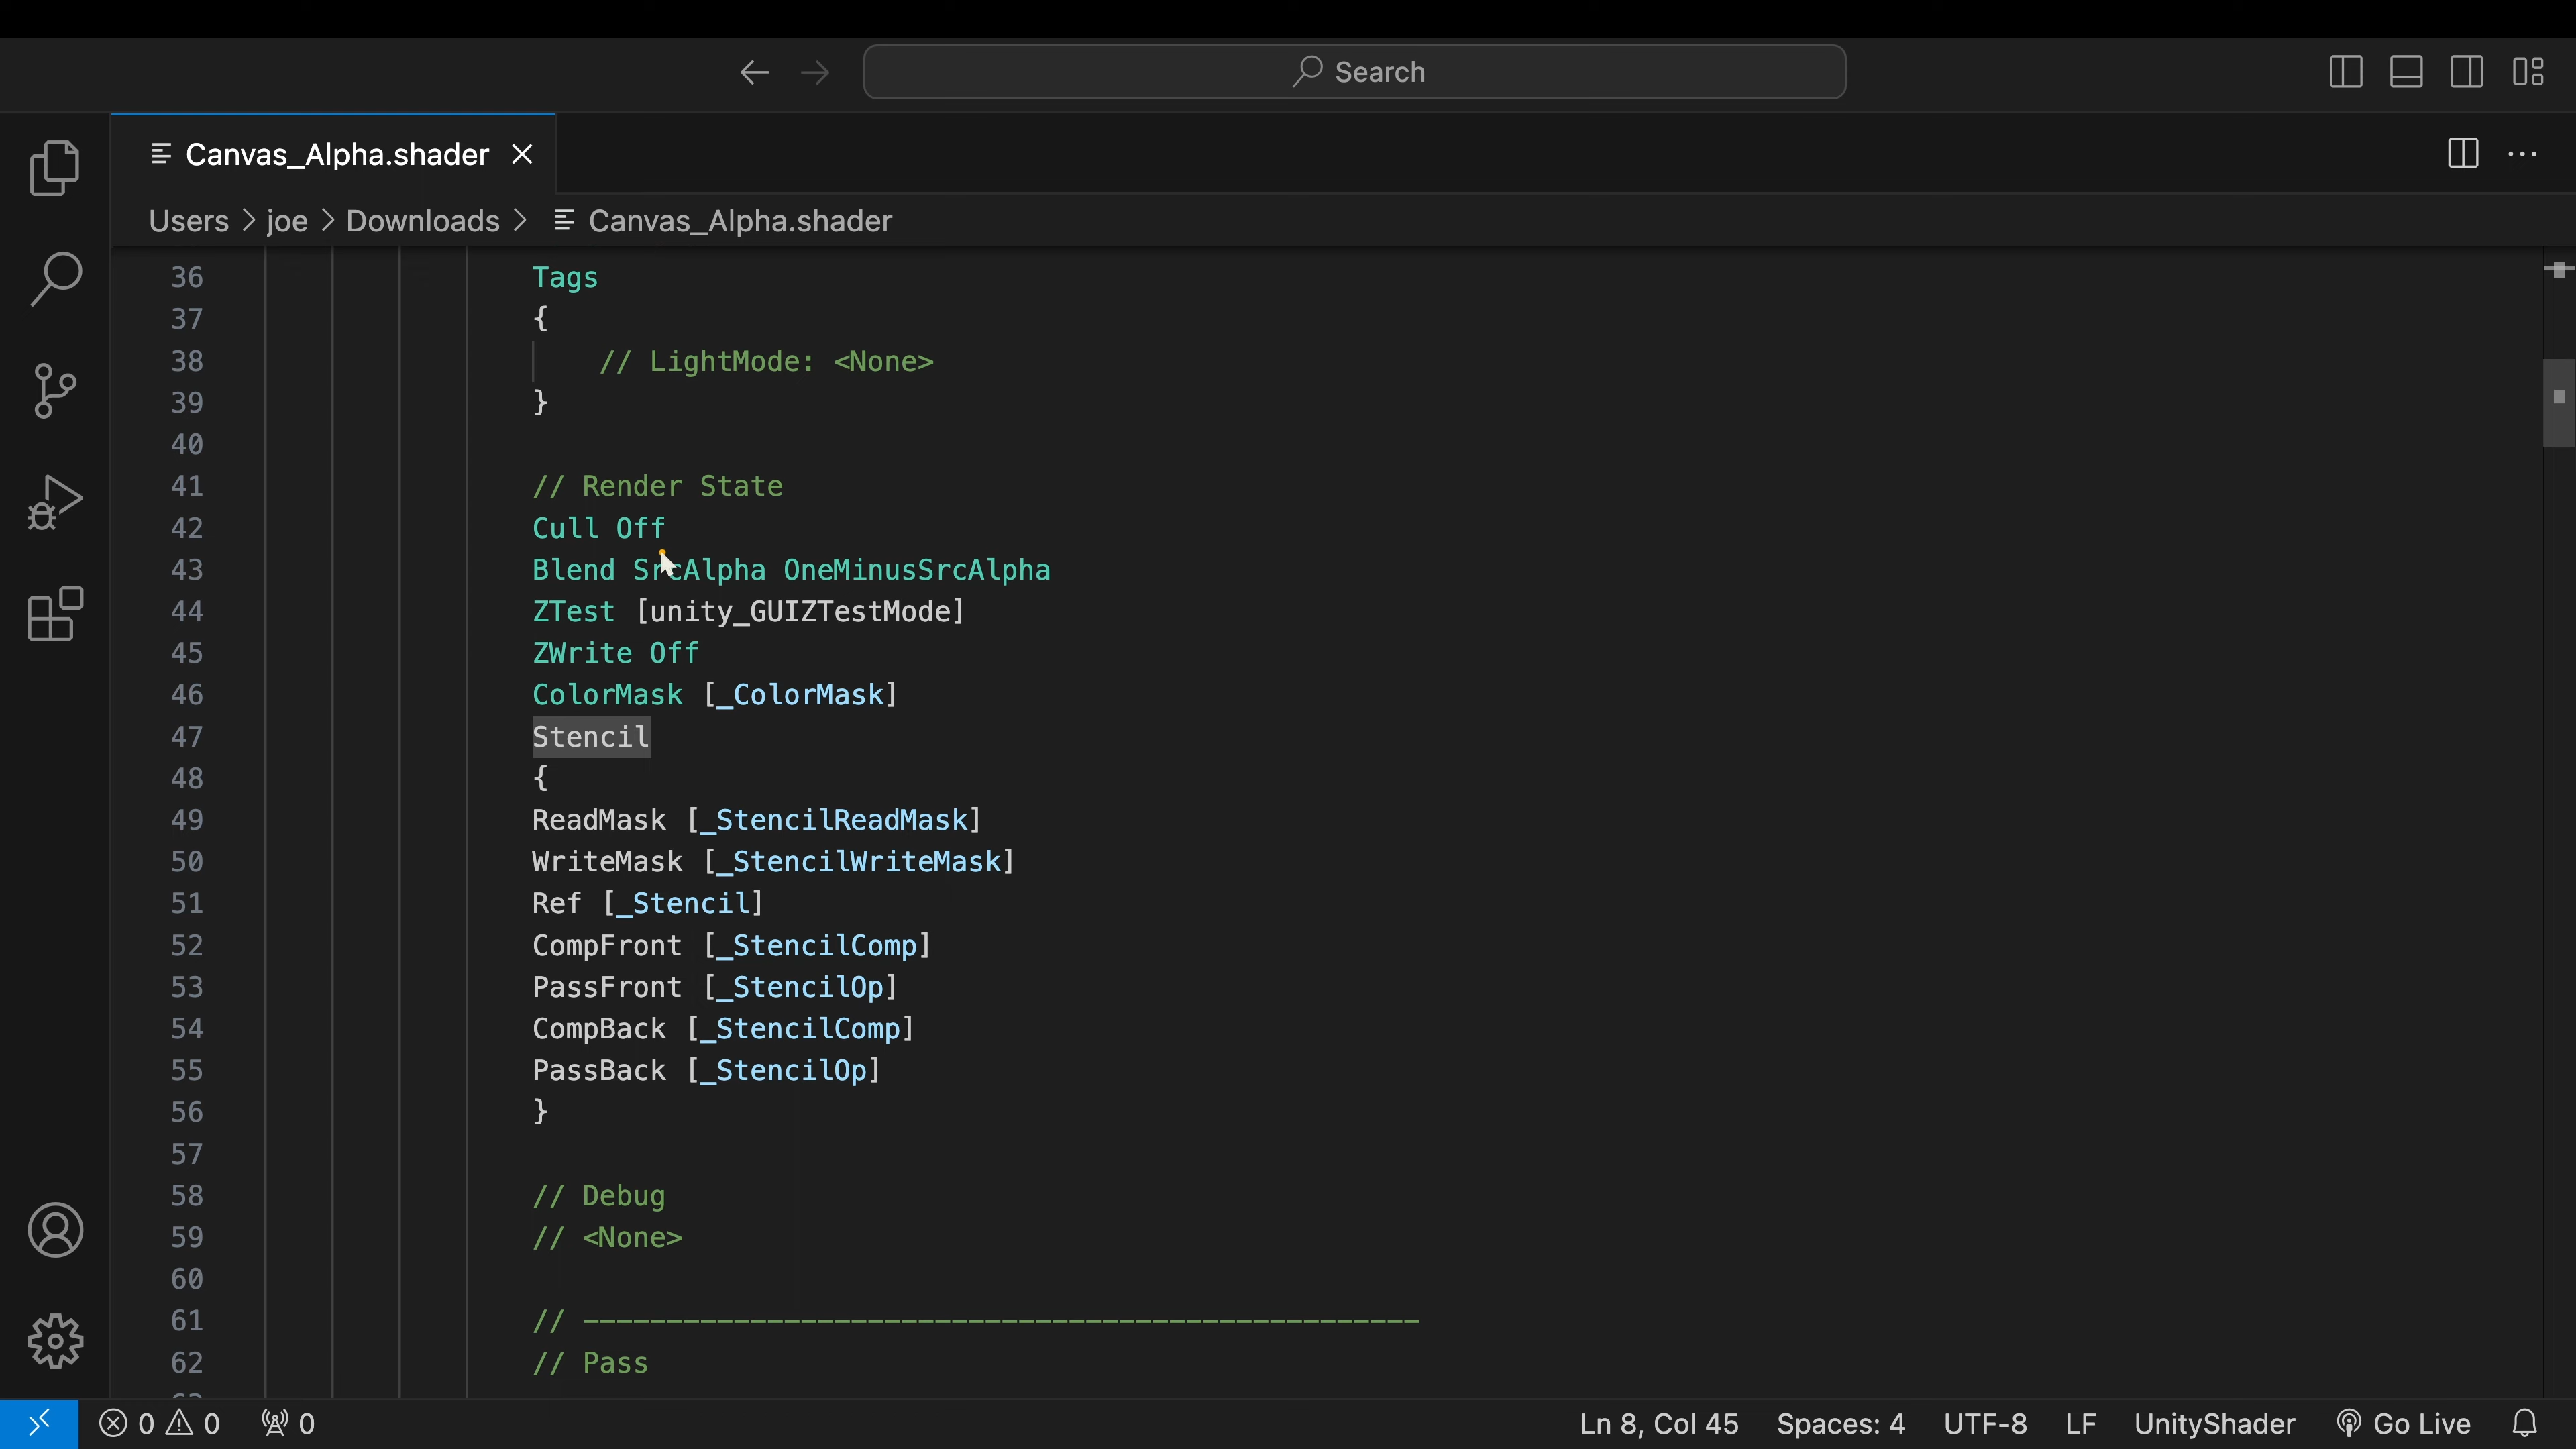 Search
Canvas_Alpha.shader
Users > joe > Downloads > Canvas_Alpha.shader
36 Tags
37 {
38 // LightMode: <None>
39 }
40
41 // Render State
42 Cull Off
43 Blend SrcAlpha OneMinusSrcAlpha
44 ZTest [unity_GUIZTestMode]
45 ZWrite Off
46 ColorMask [_ColorMask]
47 Stencil
48 {
49 ReadMask [_StencilReadMask]
50 WriteMask [_StencilWriteMask]
51 Ref [_Stencil]
52 CompFront [_StencilComp]
53 PassFront [_StencilOp]
54 CompBack [_StencilComp]
55 PassBack [_StencilOp]
56 }
57
58 // Debug
59 // <None>
60
61 // --------------------------------------------------
62 // Pass
0 0 0 Ln 8, Col 45 Spaces: 4 UTF-8 LF UnityShader Go Live